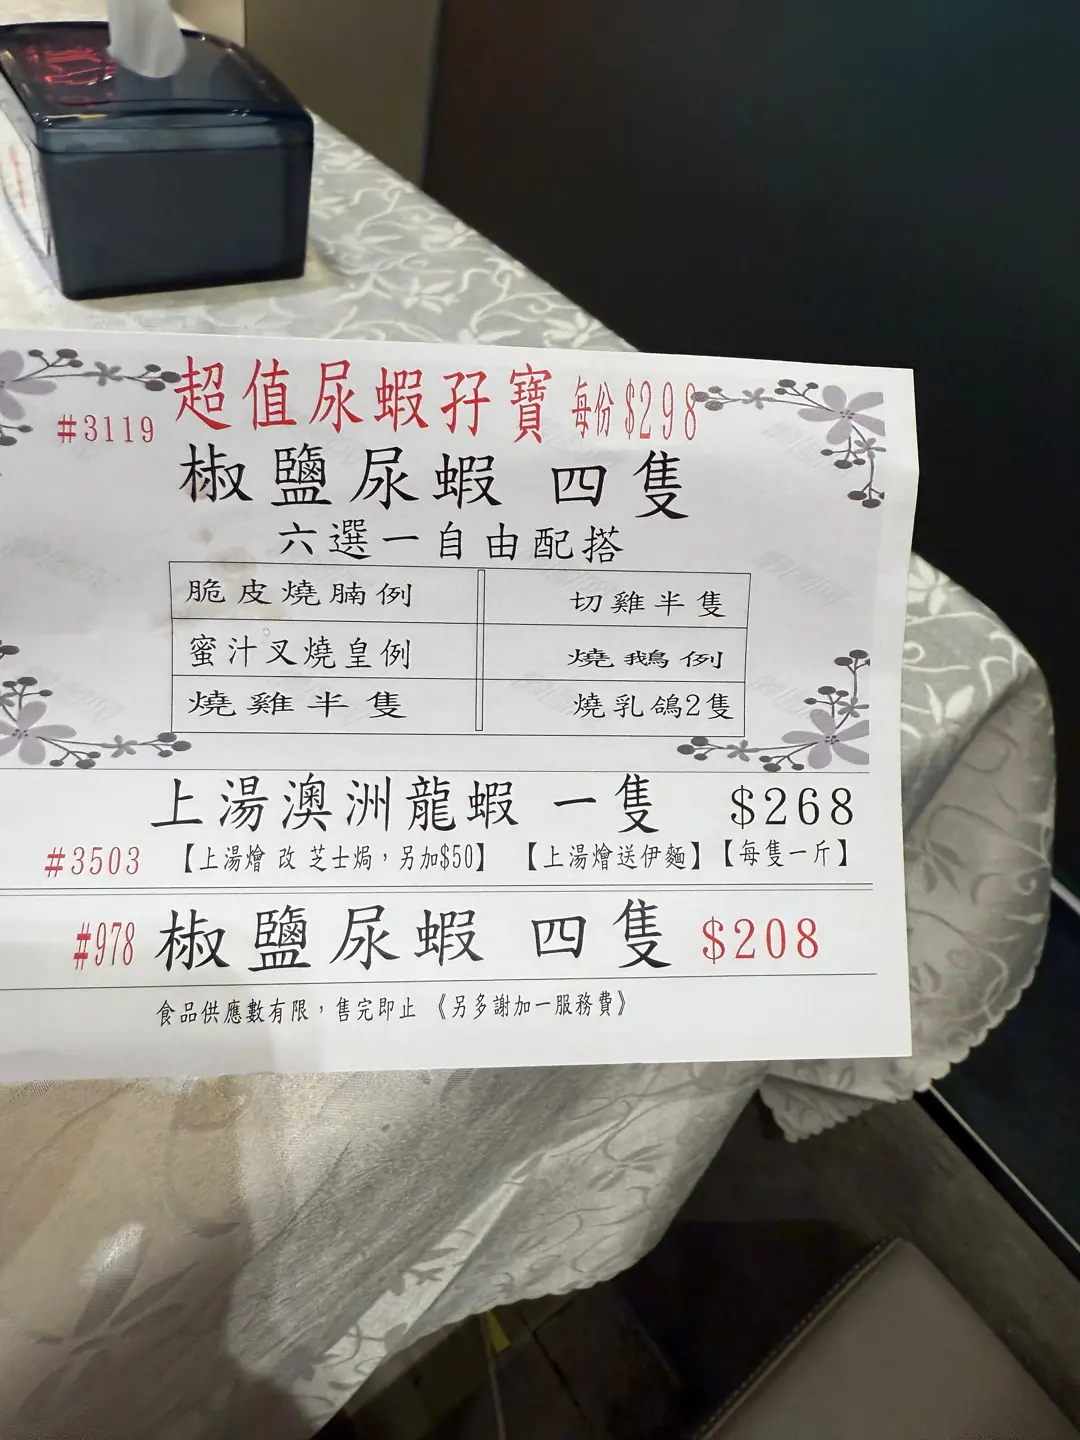 #3119 超值尿蝦孖寶 每份 $298
椒鹽尿蝦 四隻
六選一自由配搭
脆皮燒腩例 切雞半隻
蜜汁叉燒皇例 燒鵝例
燒雞半隻 燒乳鴿2隻
上湯澳洲龍蝦 一隻 $268
#3503 【上湯燴 改 芝士焗，另加$50】 【上湯燴送伊麵】【每隻一斤】
#978 椒鹽尿蝦 四隻 $208
食品供應數有限，售完即止 《另多謝加一服務費》